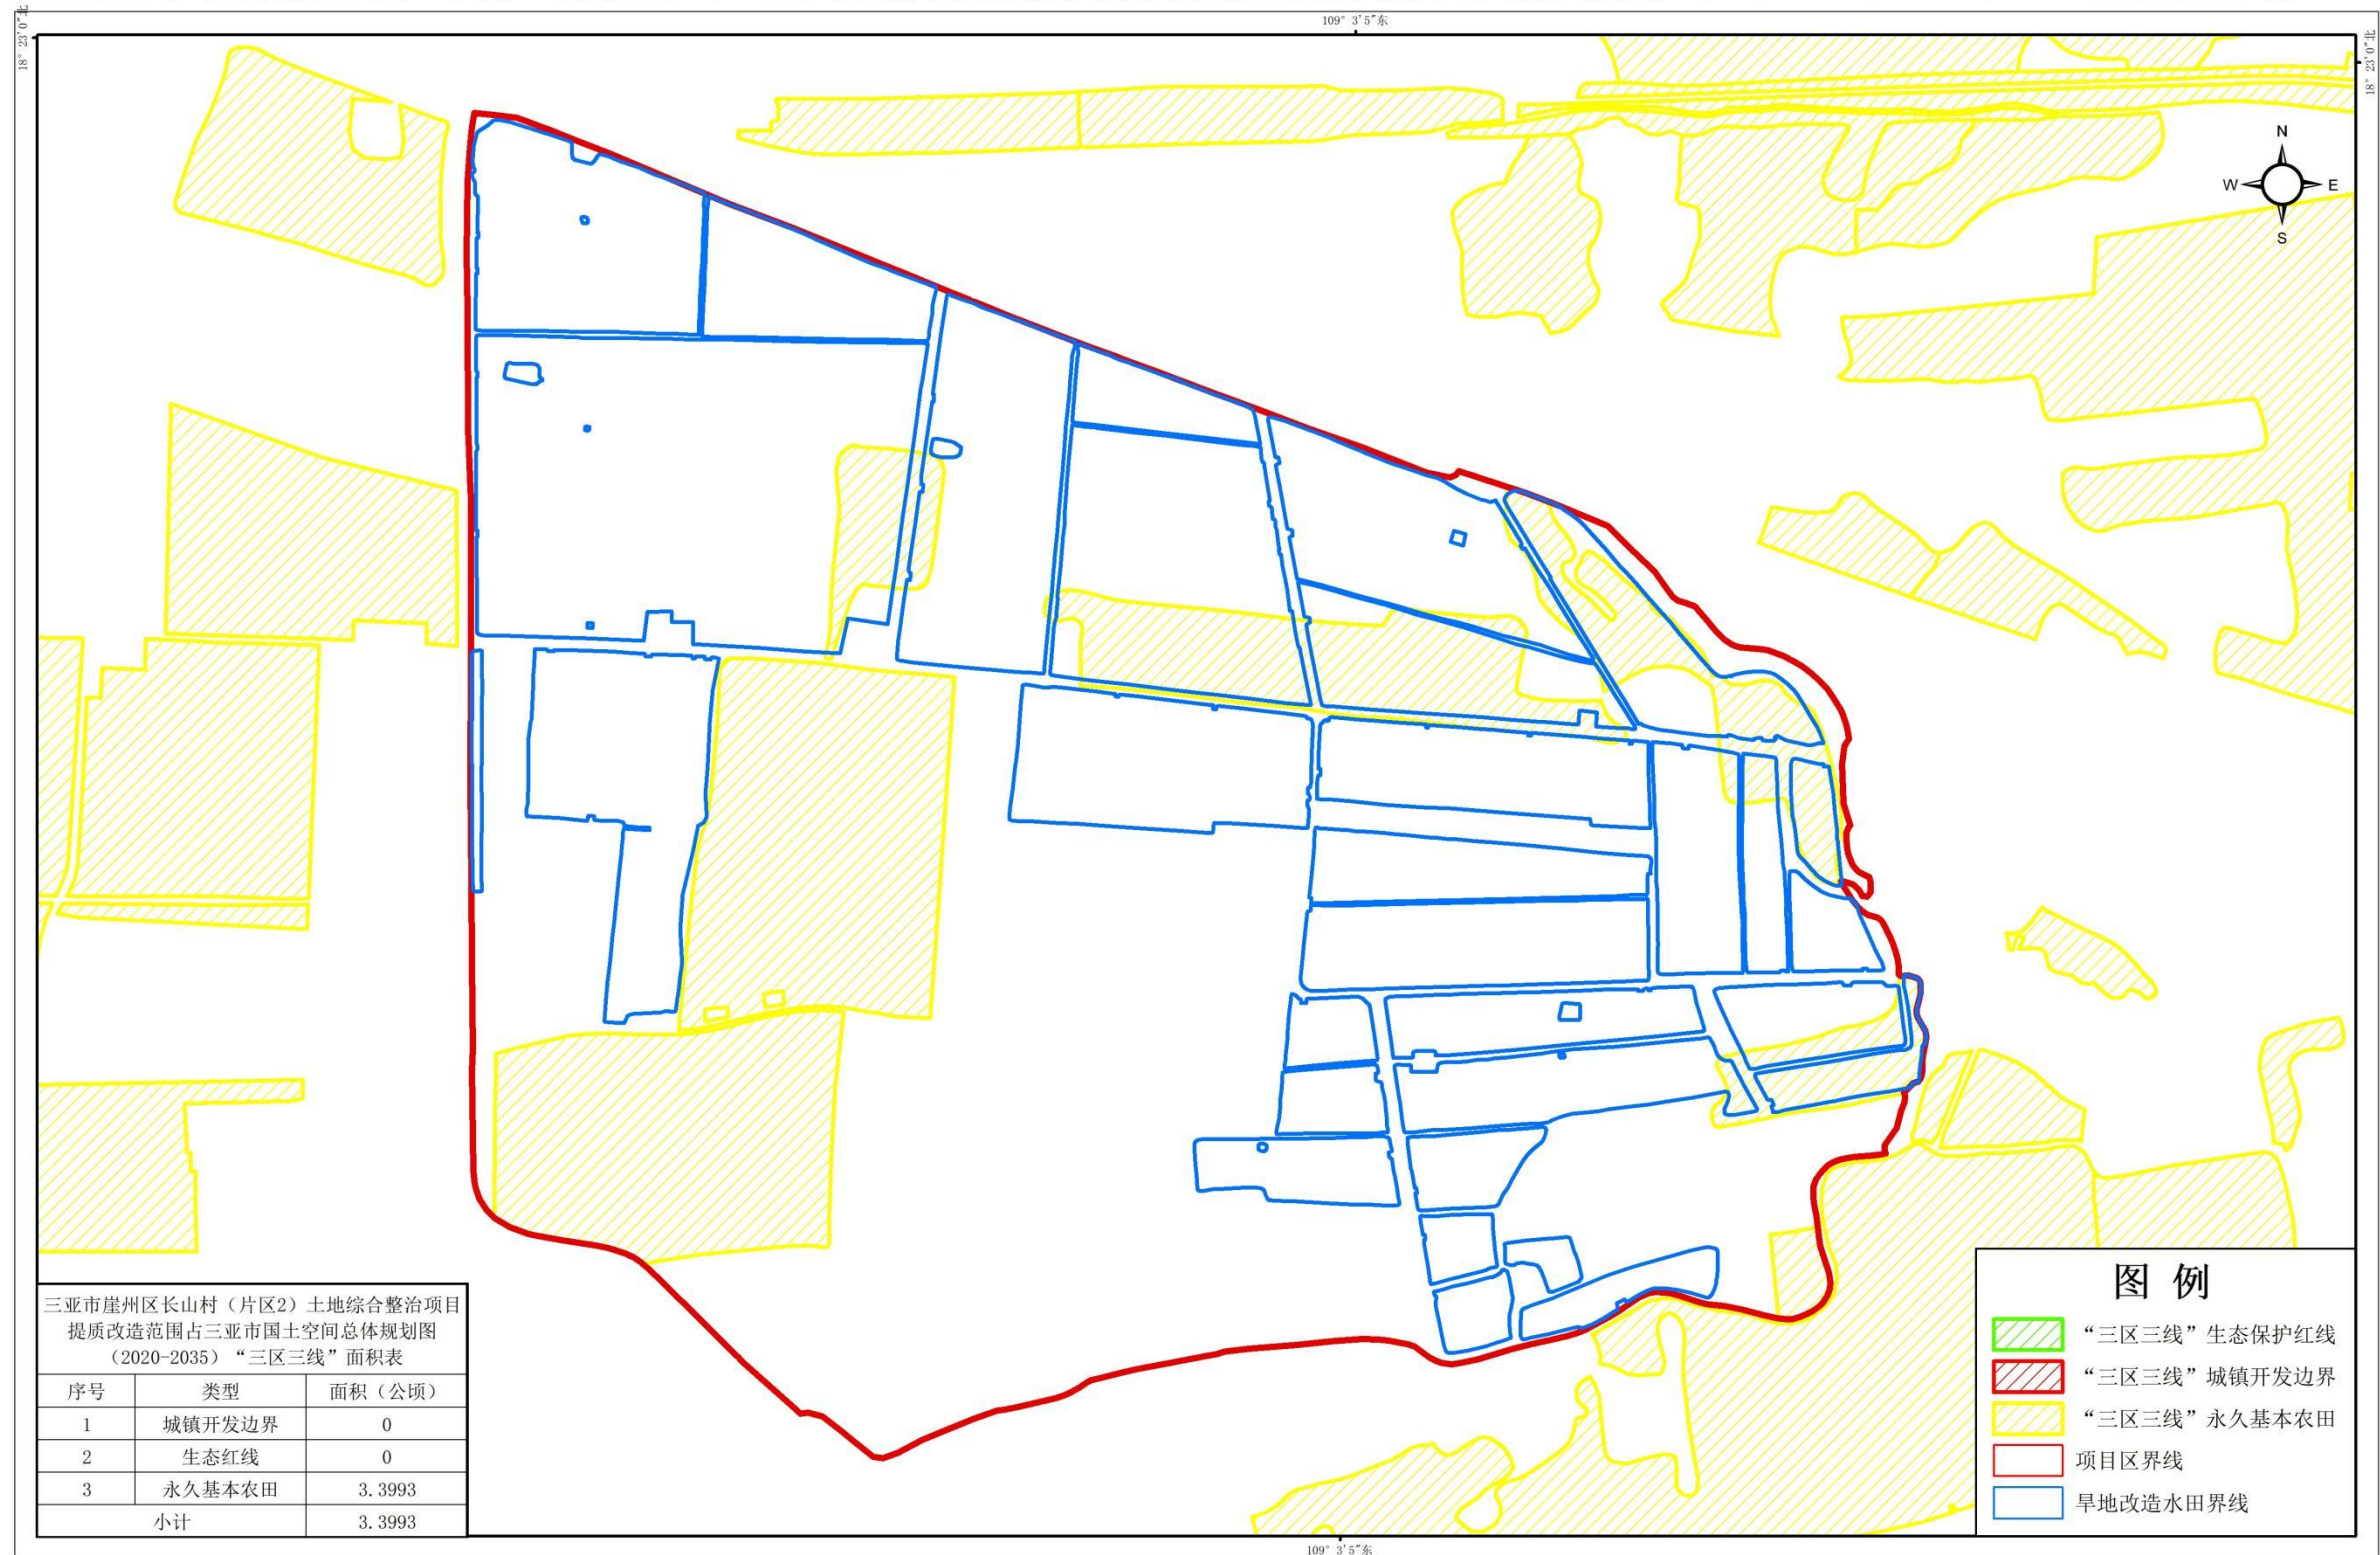 109° 3'5"东
18° 23'0"北
18° 23'0"北
N
W
E
S
三亚市崖州区长山村（片区2）土地综合整治项目
提质改造范围占三亚市国土空间总体规划图
（2020-2035）“三区三线”面积表
序号 类型 面积（公顷）
1 城镇开发边界 0
2 生态红线 0
3 永久基本农田 3.3993
小计 3.3993
图 例
“三区三线”生态保护红线
“三区三线”城镇开发边界
“三区三线”永久基本农田
项目区界线
旱地改造水田界线
109° 3'5"东